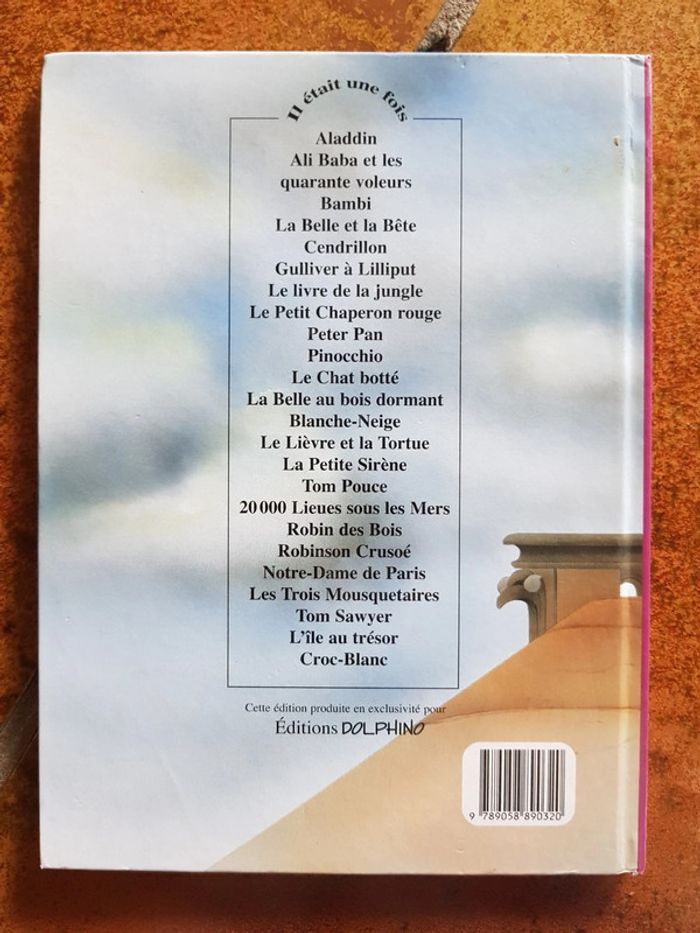 Il était une fois
Aladdin
Ali Baba et les
quarante voleurs
Bambi
La Belle et la Bête
Cendrillon
Gulliver à Lilliput
Le livre de la jungle
Le Petit Chaperon rouge
Peter Pan
Pinocchio
Le Chat botté
La Belle au bois dormant
Blanche-Neige
Le Lièvre et la Tortue
La Petite Sirène
Tom Pouce
20 000 Lieues sous les Mers
Robin des Bois
Robinson Crusoé
Notre-Dame de Paris
Les Trois Mousquetaires
Tom Sawyer
L'île au trésor
Croc-Blanc
Cette édition produite en exclusivité pour
Éditions DOLPHINO
9 789058 890320